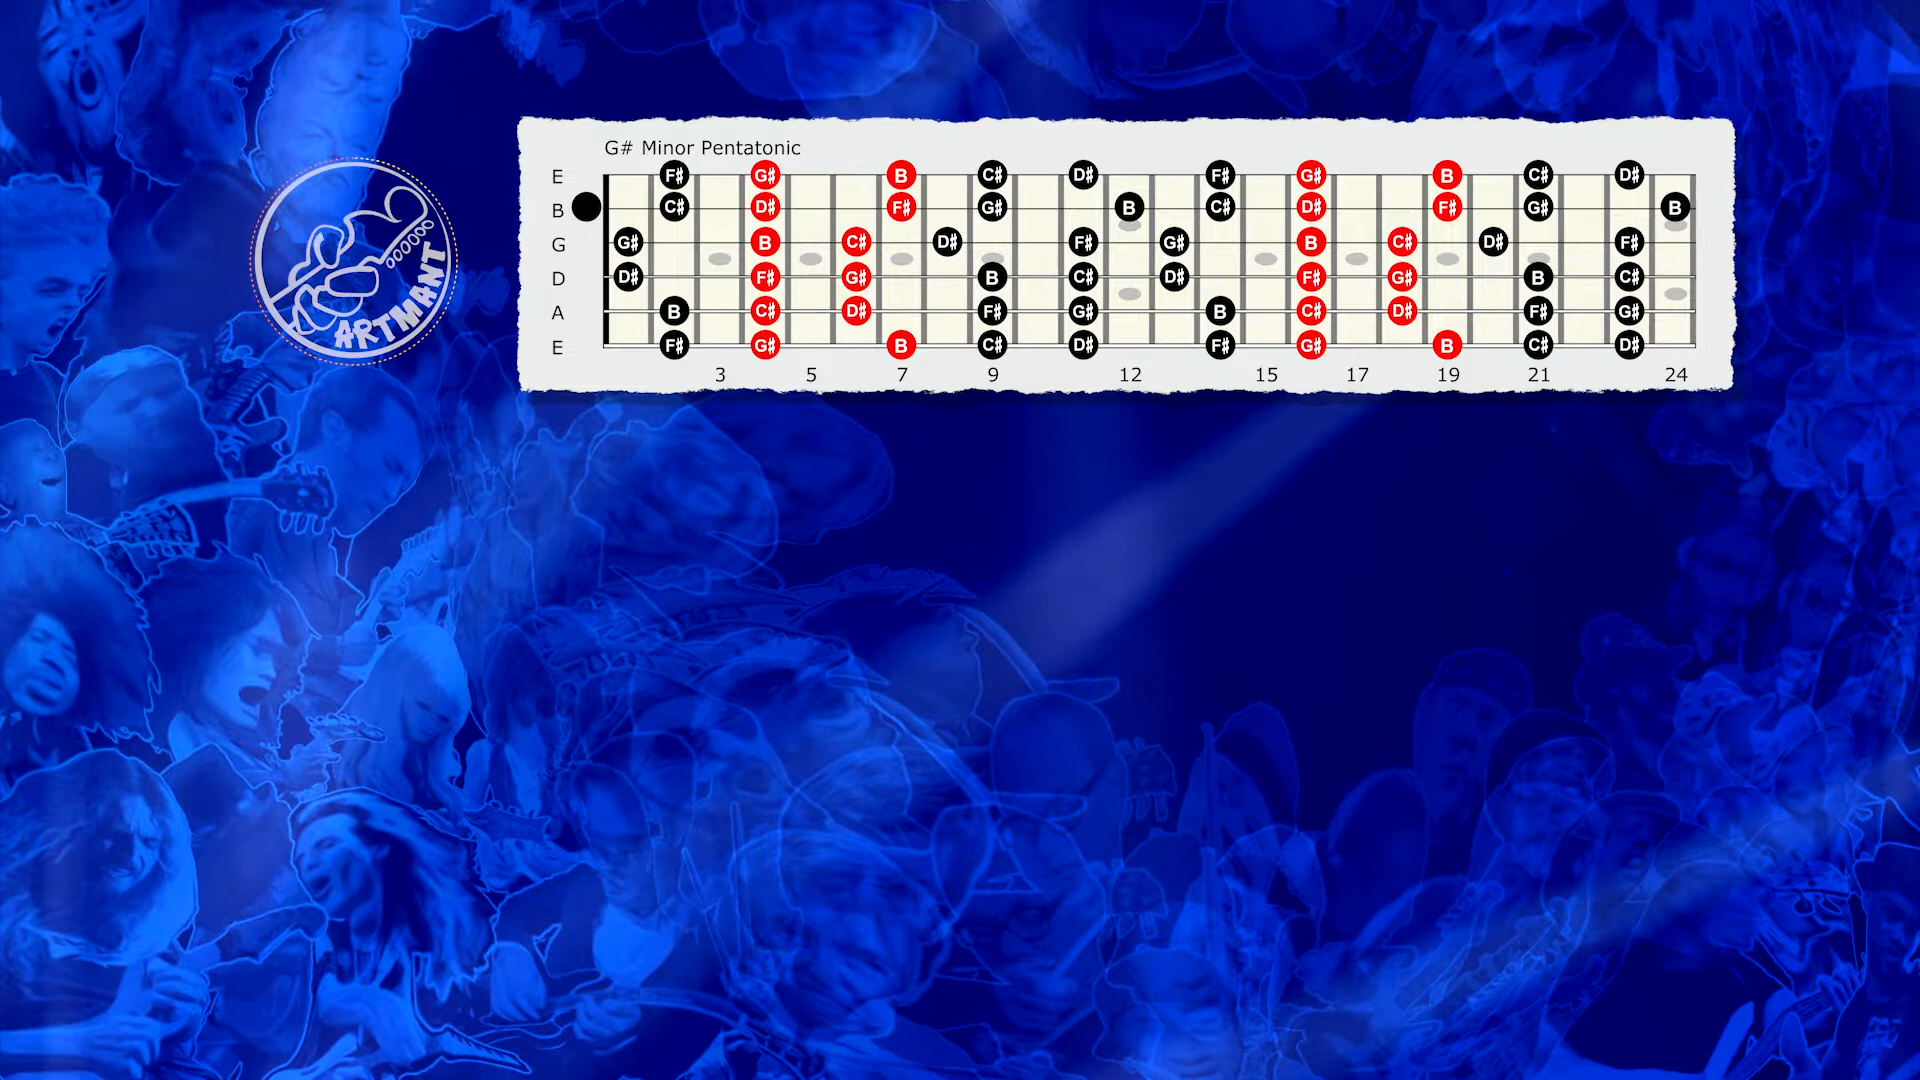 G# Minor Pentatonic
E F# G# B C# D# F# G# B C# D#
B C# D# F# G# B C# D# F# G# B
G G# B C# D# F# G# B C# D# F#
D D# F# G# B C# D# F# G# B C#
A B C# D# F# G# B C# D# F# G#
E F# G# B C# D# F# G# B C# D#
3 5 7 9 12 15 17 19 21 24
ARTMANT